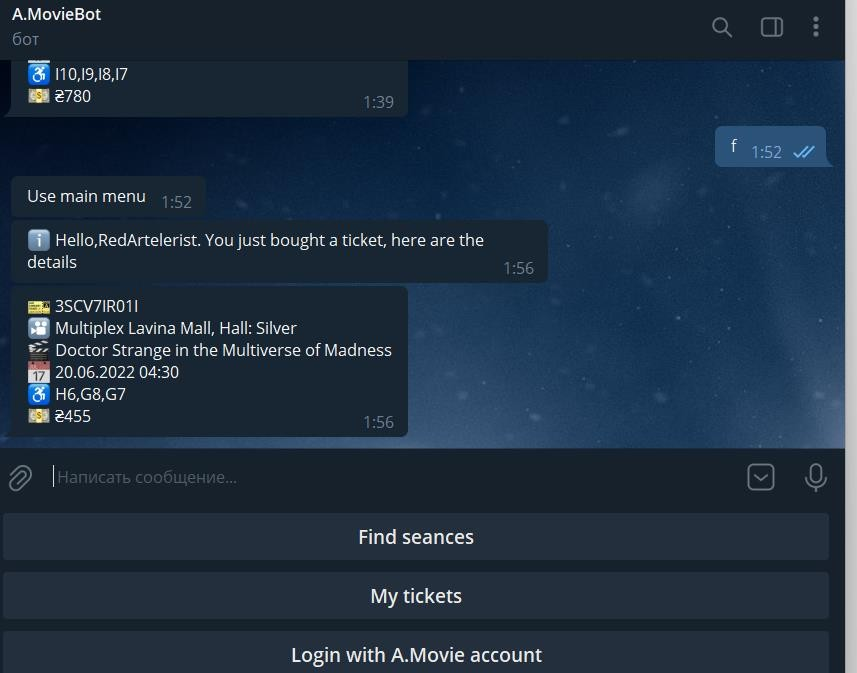 A.MovieBot
бот
I10,I9,I8,I7
₴780
1:39
f
1:52
Use main menu
1:52
Hello,RedArtelerist. You just bought a ticket, here are the
details
1:56
3SCV7IR01I
Multiplex Lavina Mall, Hall: Silver
Doctor Strange in the Multiverse of Madness
17
20.06.2022 04:30
H6,G8,G7
₴455
1:56
Написать сообщение...
Find seances
My tickets
Login with A.Movie account